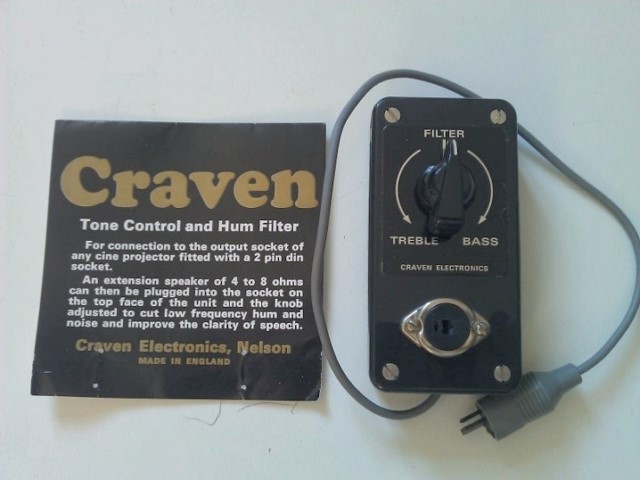 Craven
Tone Control and Hum Filter
For connection to the output socket of
any cine projector fitted with a 2 pin din
socket.
An extension speaker of 4 to 8 ohms
can then be plugged into the socket on
the top face of the unit and the knob
adjusted to cut low frequency hum and
noise and improve the clarity of speech.
Craven Electronics, Nelson
MADE IN ENGLAND
FILTER
TREBLE BASS
CRAVEN ELECTRONICS